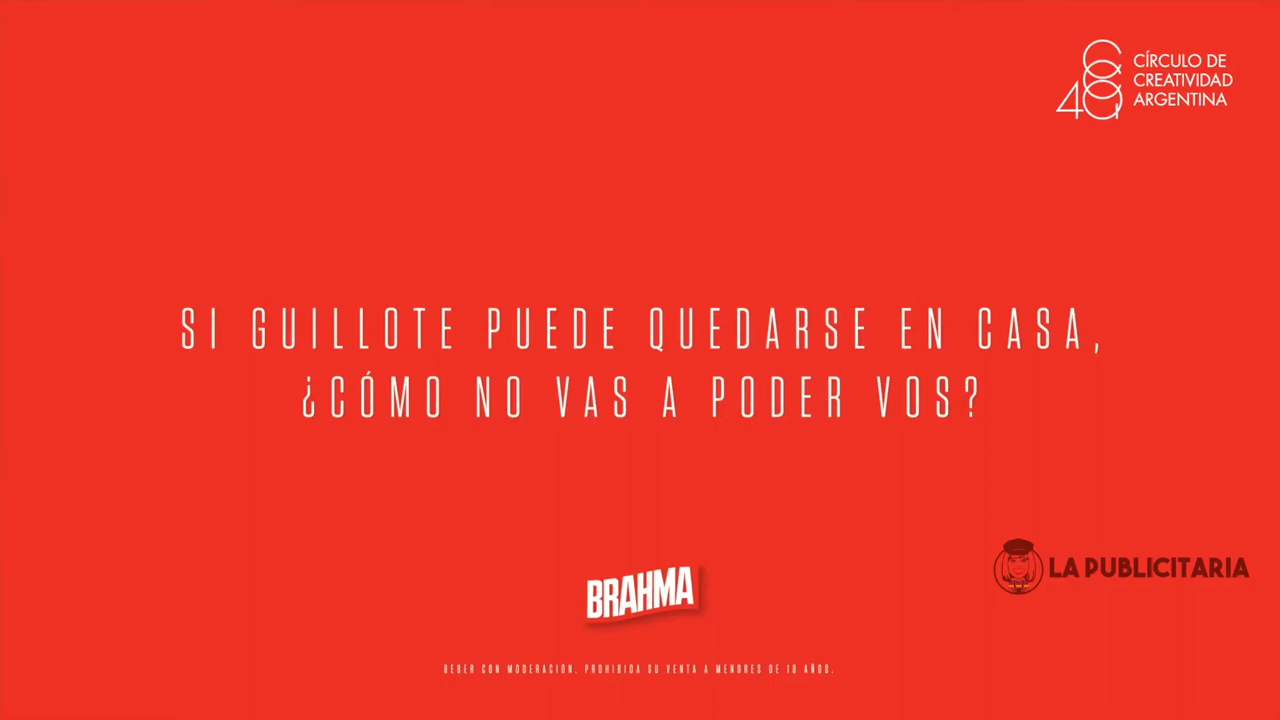 CÍRCULO DE
CREATIVIDAD
ARGENTINA
SI GUILLOTE PUEDE QUEDARSE EN CASA,
¿CÓMO NO VAS A PODER VOS?
LA PUBLICITARIA
BRAHMA
BEBER CON MODERACIÓN. PROHIBIDA SU VENTA A MENORES DE 18 AÑOS.